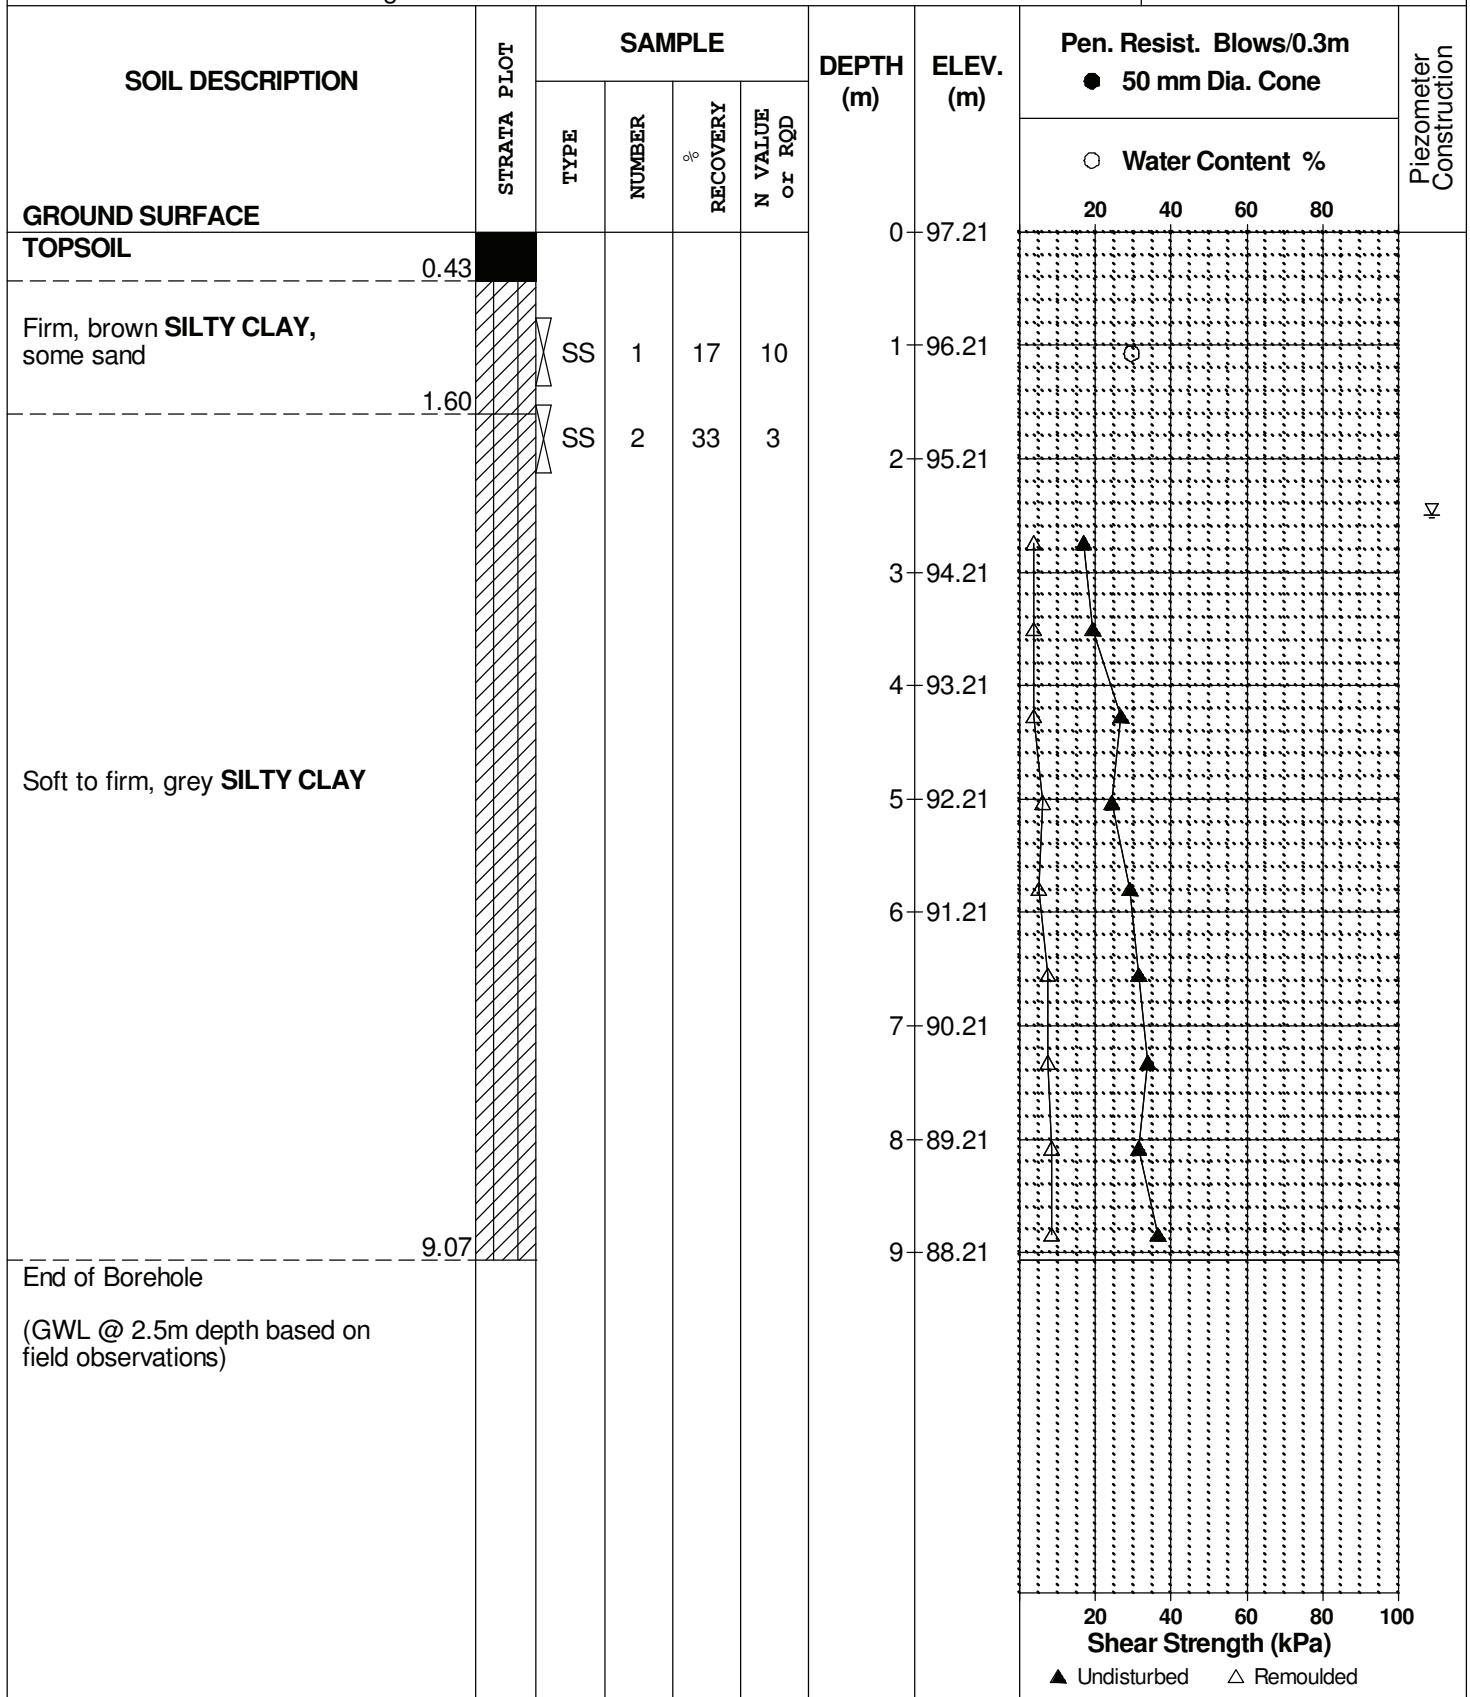 SOIL DESCRIPTION
STRATA PLOT
SAMPLE
TYPE
NUMBER
% RECOVERY
N VALUE or RQD
DEPTH (m)
ELEV. (m)
Pen. Resist. Blows/0.3m
● 50 mm Dia. Cone
○ Water Content %
20 40 60 80
Piezometer Construction
GROUND SURFACE
0 97.21
TOPSOIL
0.43
Firm, brown SILTY CLAY,
some sand
SS 1 17 10
1 96.21
1.60
SS 2 33 3
2 95.21
3 94.21
4 93.21
Soft to firm, grey SILTY CLAY
5 92.21
6 91.21
7 90.21
8 89.21
9.07
9 88.21
End of Borehole
(GWL @ 2.5m depth based on
field observations)
20 40 60 80 100
Shear Strength (kPa)
▲ Undisturbed △ Remoulded